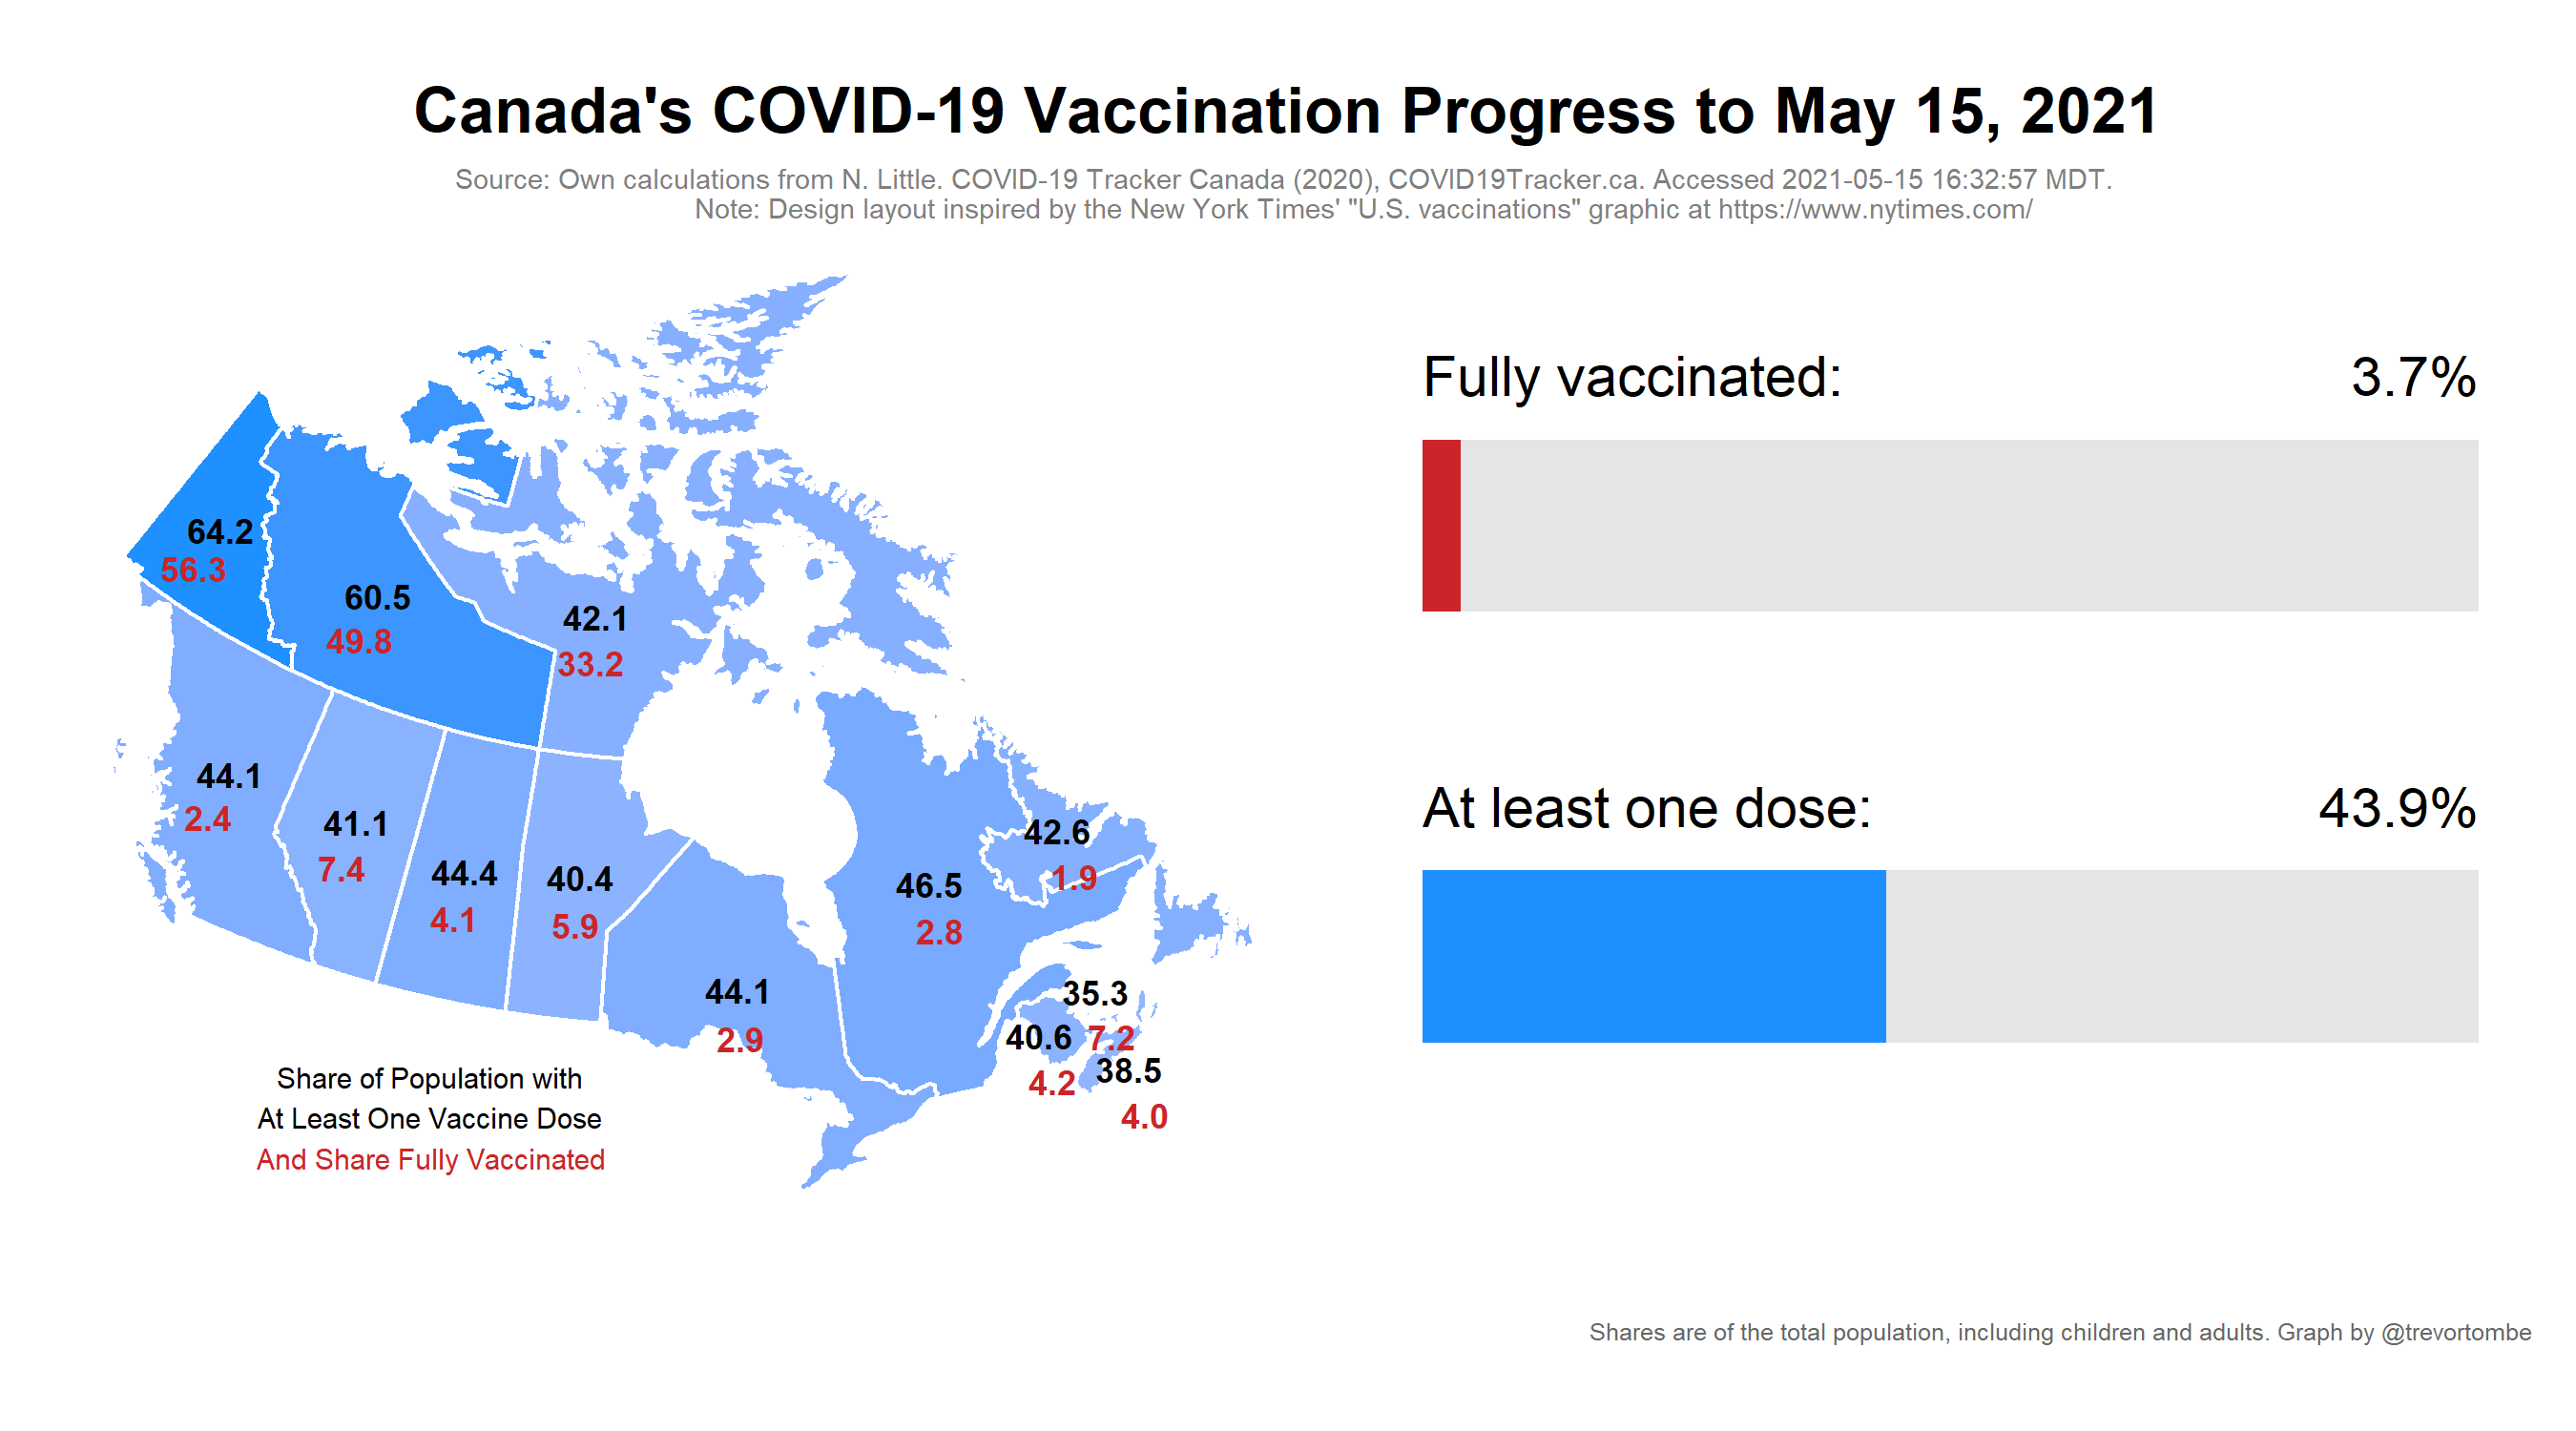 Canada's COVID-19 Vaccination Progress to May 15, 2021
Source: Own calculations from N. Little. COVID-19 Tracker Canada (2020), COVID19Tracker.ca. Accessed 2021-05-15 16:32:57 MDT.
Note: Design layout inspired by the New York Times' "U.S. vaccinations" graphic at https://www.nytimes.com/
64.2
56.3
60.5
49.8
42.1
33.2
44.1
2.4
41.1
7.4
44.4
4.1
40.4
5.9
44.1
2.9
46.5
2.8
42.6
1.9
35.3
7.2
40.6
4.2
38.5
4.0
Share of Population with
At Least One Vaccine Dose
And Share Fully Vaccinated
Fully vaccinated: 3.7%
At least one dose: 43.9%
Shares are of the total population, including children and adults. Graph by @trevortombe